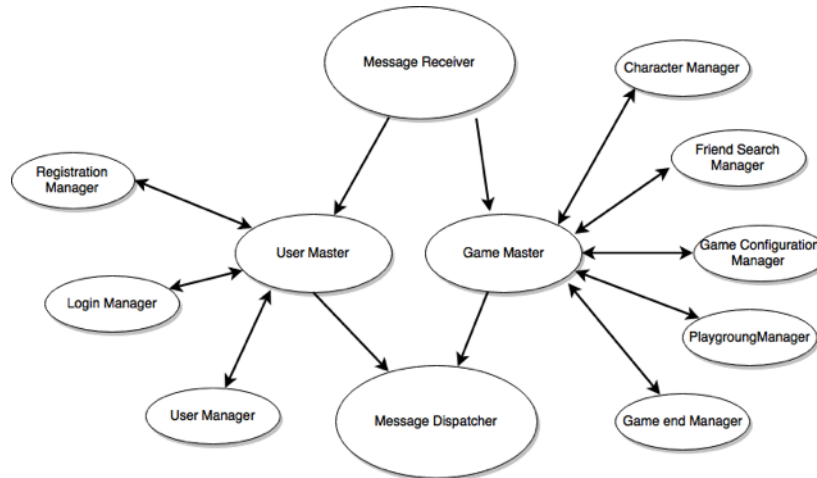 Message Receiver
Character Manager
Friend Search
Manager
Registration
Manager
User Master
Game Master
Game Configuration
Manager
Login Manager
PlaygroungManager
User Manager
Message Dispatcher
Game end Manager